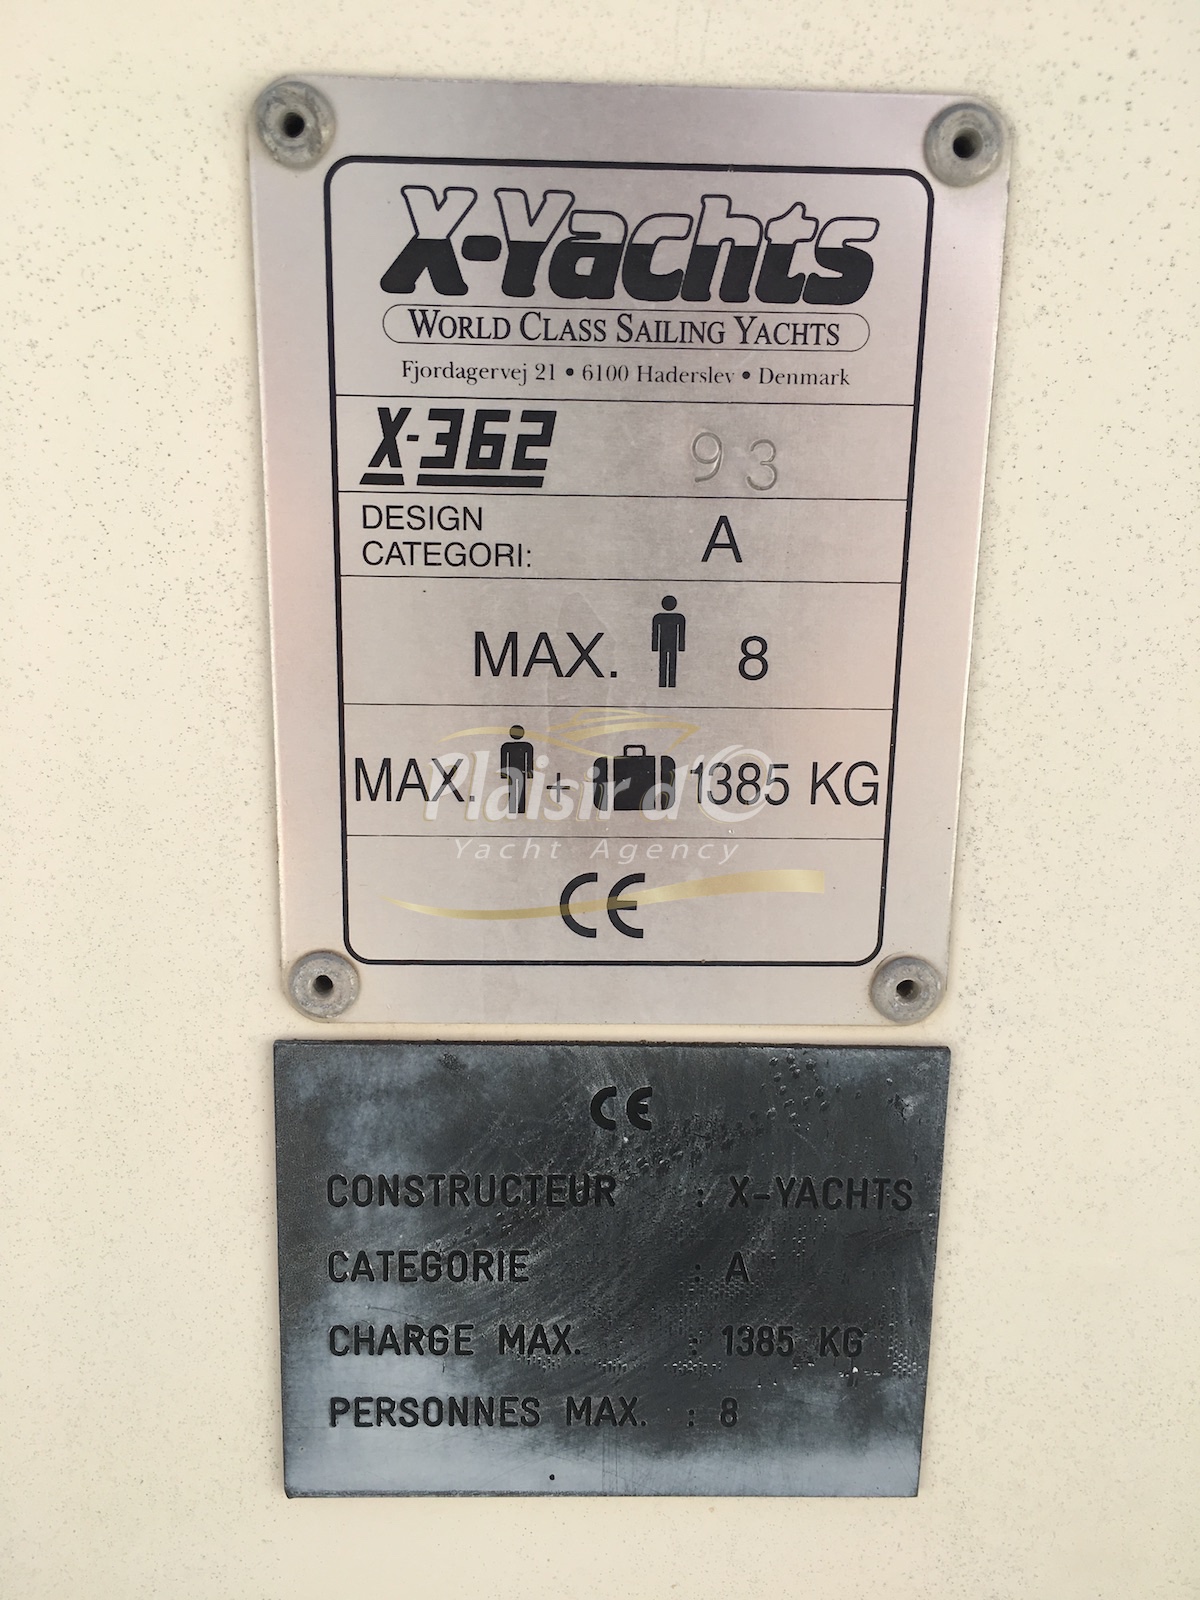 X-Yachts
WORLD CLASS SAILING YACHTS
Fjordagervej 21 • 6100 Haderslev • Denmark
X-362 93
DESIGN
CATEGORI: A
MAX. 8
MAX. + 1385 KG
Plaisir d'O
Yacht Agency
CE
CE
CONSTRUCTEUR : X-YACHTS
CATEGORIE : A
CHARGE MAX. : 1385 KG
PERSONNES MAX. : 8